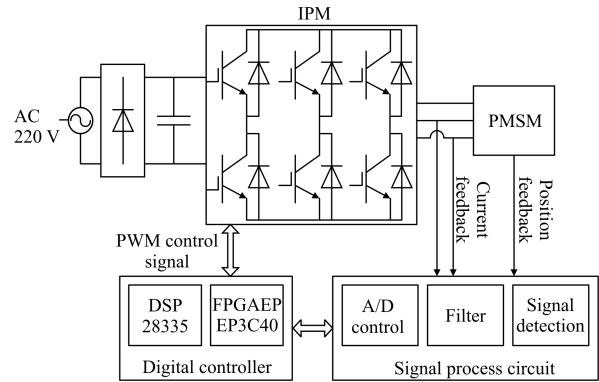 IPM
AC
220 V
PMSM
Current
feedback
Position
feedback
PWM control
signal
DSP
28335
FPGAEP
EP3C40
Digital controller
A/D
control
Filter
Signal
detection
Signal process circuit